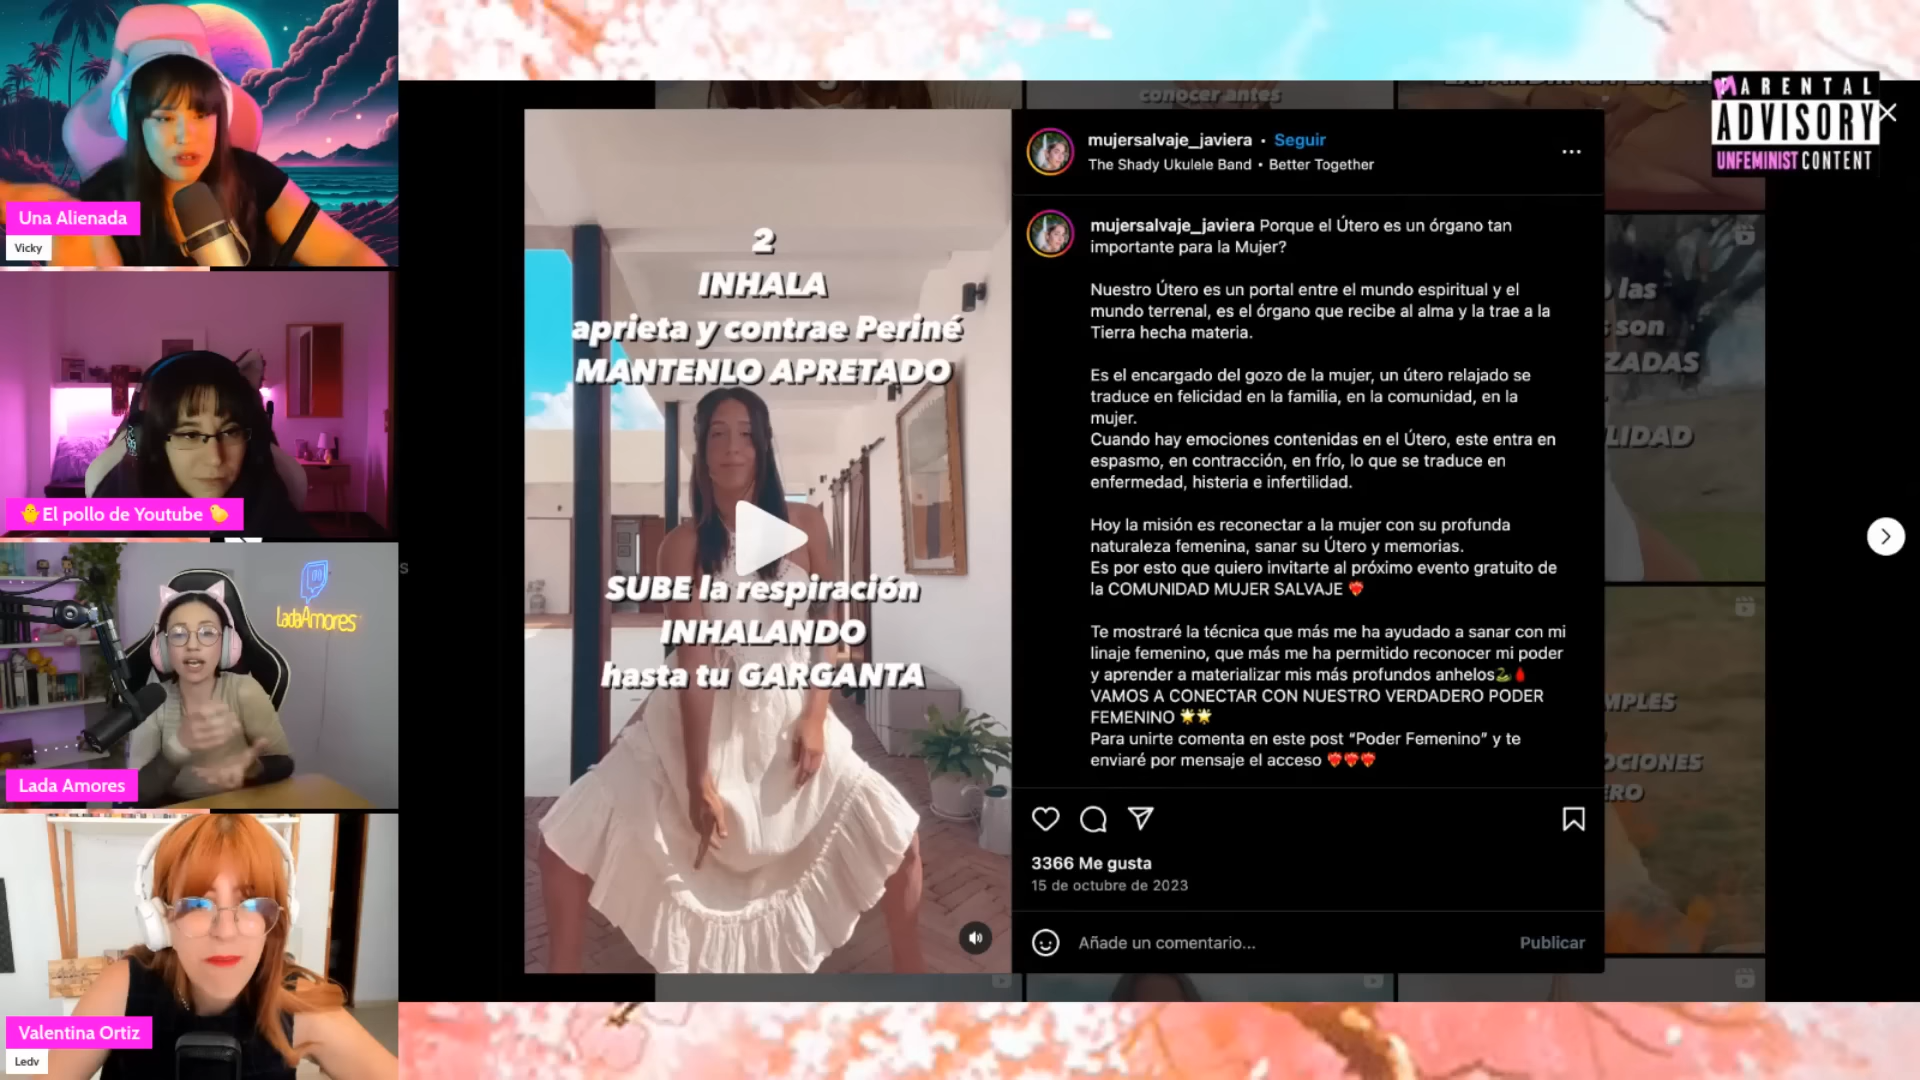 Una Alienada
Vicky
🐥El pollo de Youtube 🐤
LadaAmores
Lada Amores
Valentina Ortiz
Ledv
conocer antes
2
INHALA
aprieta y contrae Periné
MANTENLO APRETADO
SUBE la respiración
INHALANDO
hasta tu GARGANTA
mujersalvaje_javiera • Seguir
The Shady Ukulele Band • Better Together
mujersalvaje_javiera Porque el Útero es un órgano tan
importante para la Mujer?
Nuestro Útero es un portal entre el mundo espiritual y el
mundo terrenal, es el órgano que recibe al alma y la trae a la
Tierra hecha materia.
Es el encargado del gozo de la mujer, un útero relajado se
traduce en felicidad en la familia, en la comunidad, en la
mujer.
Cuando hay emociones contenidas en el Útero, este entra en
espasmo, en contracción, en frío, lo que se traduce en
enfermedad, histeria e infertilidad.
Hoy la misión es reconectar a la mujer con su profunda
naturaleza femenina, sanar su Útero y memorias.
Es por esto que quiero invitarte al próximo evento gratuito de
la COMUNIDAD MUJER SALVAJE ❤️‍🔥
Te mostraré la técnica que más me ha ayudado a sanar con mi
linaje femenino, que más me ha permitido reconocer mi poder
y aprender a materializar mis más profundos anhelos🐍🩸
VAMOS A CONECTAR CON NUESTRO VERDADERO PODER
FEMENINO 🌟🌟
Para unirte comenta en este post “Poder Femenino” y te
enviaré por mensaje el acceso ❤️‍🔥❤️‍🔥❤️‍🔥
3366 Me gusta
15 de octubre de 2023
Añade un comentario...
Publicar
PARENTAL
ADVISORY
UNFEMINIST CONTENT
las
son
ZADAS
LIDAD
MPLES
OCIONES
ERO